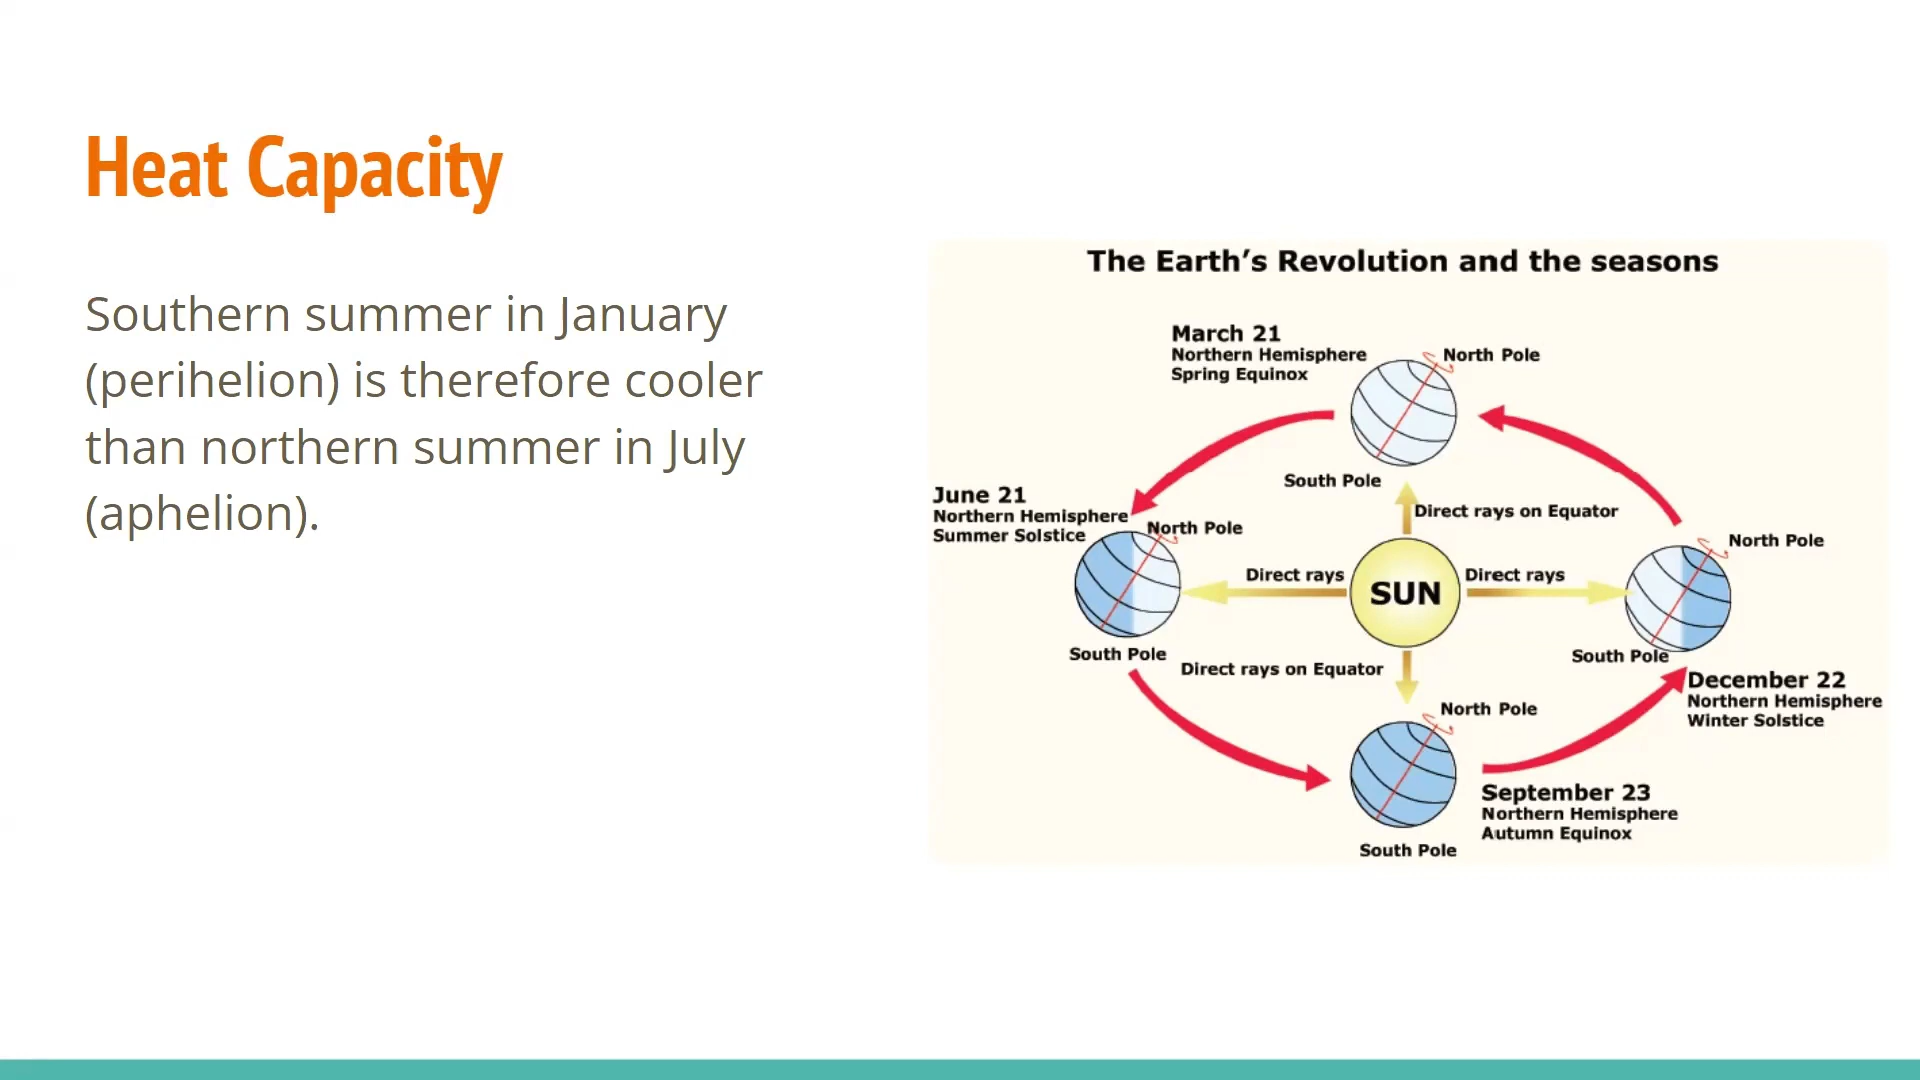 Heat Capacity
Southern summer in January
(perihelion) is therefore cooler
than northern summer in July
(aphelion).
The Earth's Revolution and the seasons
March 21
Northern Hemisphere
Spring Equinox
North Pole
South Pole
Direct rays on Equator
June 21
Northern Hemisphere
Summer Solstice
North Pole
South Pole
Direct rays
SUN
Direct rays
North Pole
South Pole
December 22
Northern Hemisphere
Winter Solstice
Direct rays on Equator
North Pole
September 23
Northern Hemisphere
Autumn Equinox
South Pole